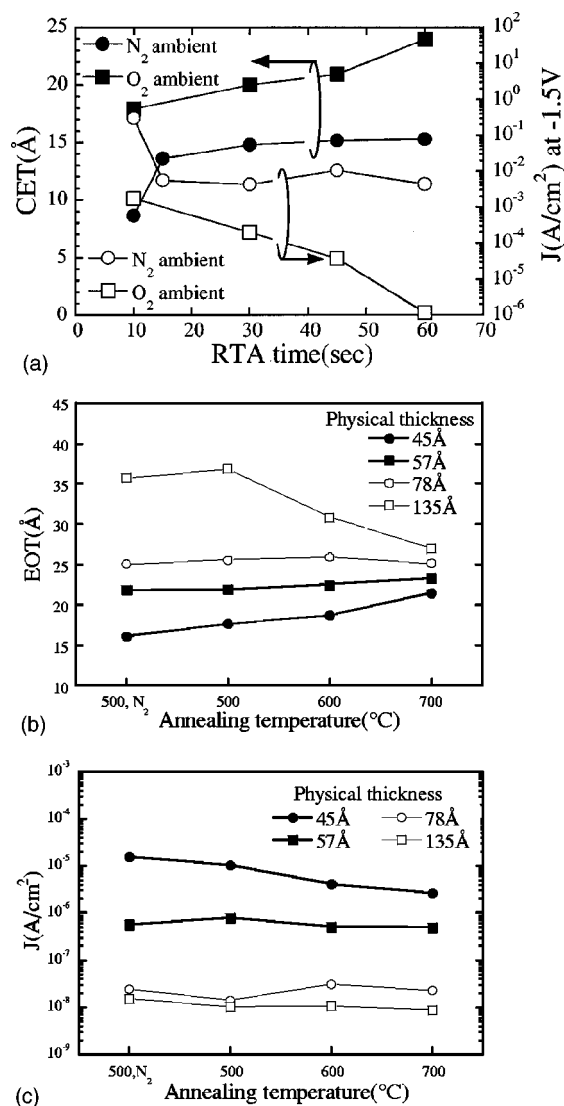 25
20
15
10
5
0
CET(Å)
N2 ambient
O2 ambient
N2 ambient
O2 ambient
10^2
10^1
10^0
10^-1
10^-2
10^-3
10^-4
10^-5
10^-6
J(A/cm^2) at -1.5V
0 10 20 30 40 50 60 70
RTA time(sec)
(a)
45
40
35
30
25
20
15
10
EOT(Å)
Physical thickness
45Å
57Å
78Å
135Å
500, N2 500 600 700
Annealing temperature(°C)
(b)
10^-3
10^-4
10^-5
10^-6
10^-7
10^-8
10^-9
J(A/cm^2)
Physical thickness
45Å 78Å
57Å 135Å
500,N2 500 600 700
Annealing temperature(°C)
(c)